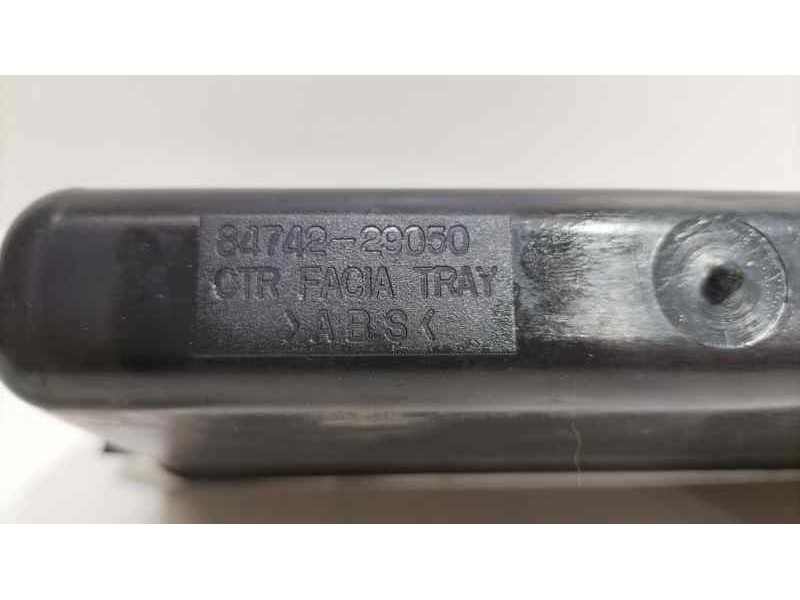 84742-29050
CTR FACIA TRAY
>ABS<